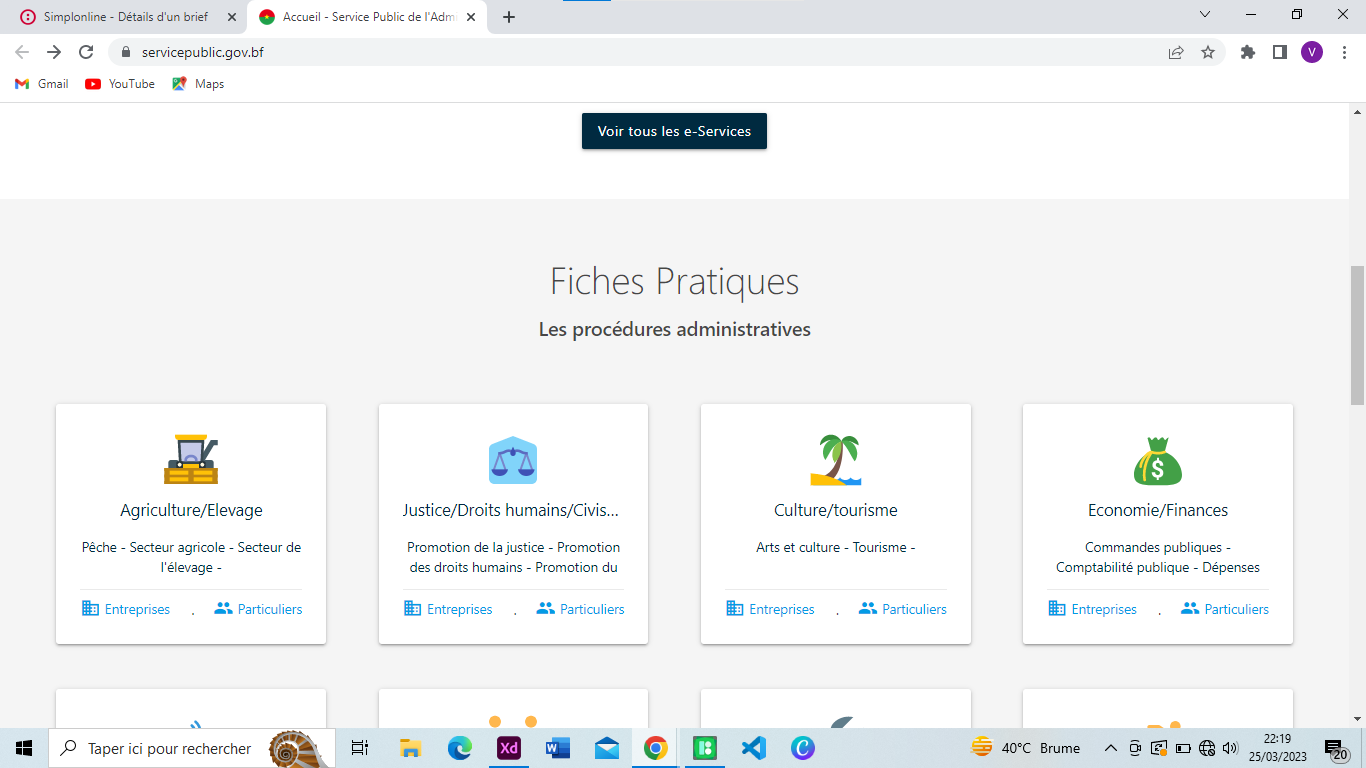 Simplonline - Détails d'un brief
Accueil - Service Public de l'Admi
servicepublic.gov.bf
V
Gmail
YouTube
Maps
Voir tous les e-Services
Fiches Pratiques
Les procédures administratives
Agriculture/Elevage
Pêche - Secteur agricole - Secteur de
l'élevage -
Entreprises . Particuliers
Justice/Droits humains/Civis...
Promotion de la justice - Promotion
des droits humains - Promotion du
Entreprises . Particuliers
Culture/tourisme
Arts et culture - Tourisme -
Entreprises . Particuliers
$
Economie/Finances
Commandes publiques -
Comptabilité publique - Dépenses
Entreprises . Particuliers
Taper ici pour rechercher
Xd
W
40°C Brume
22:19
25/03/2023
20